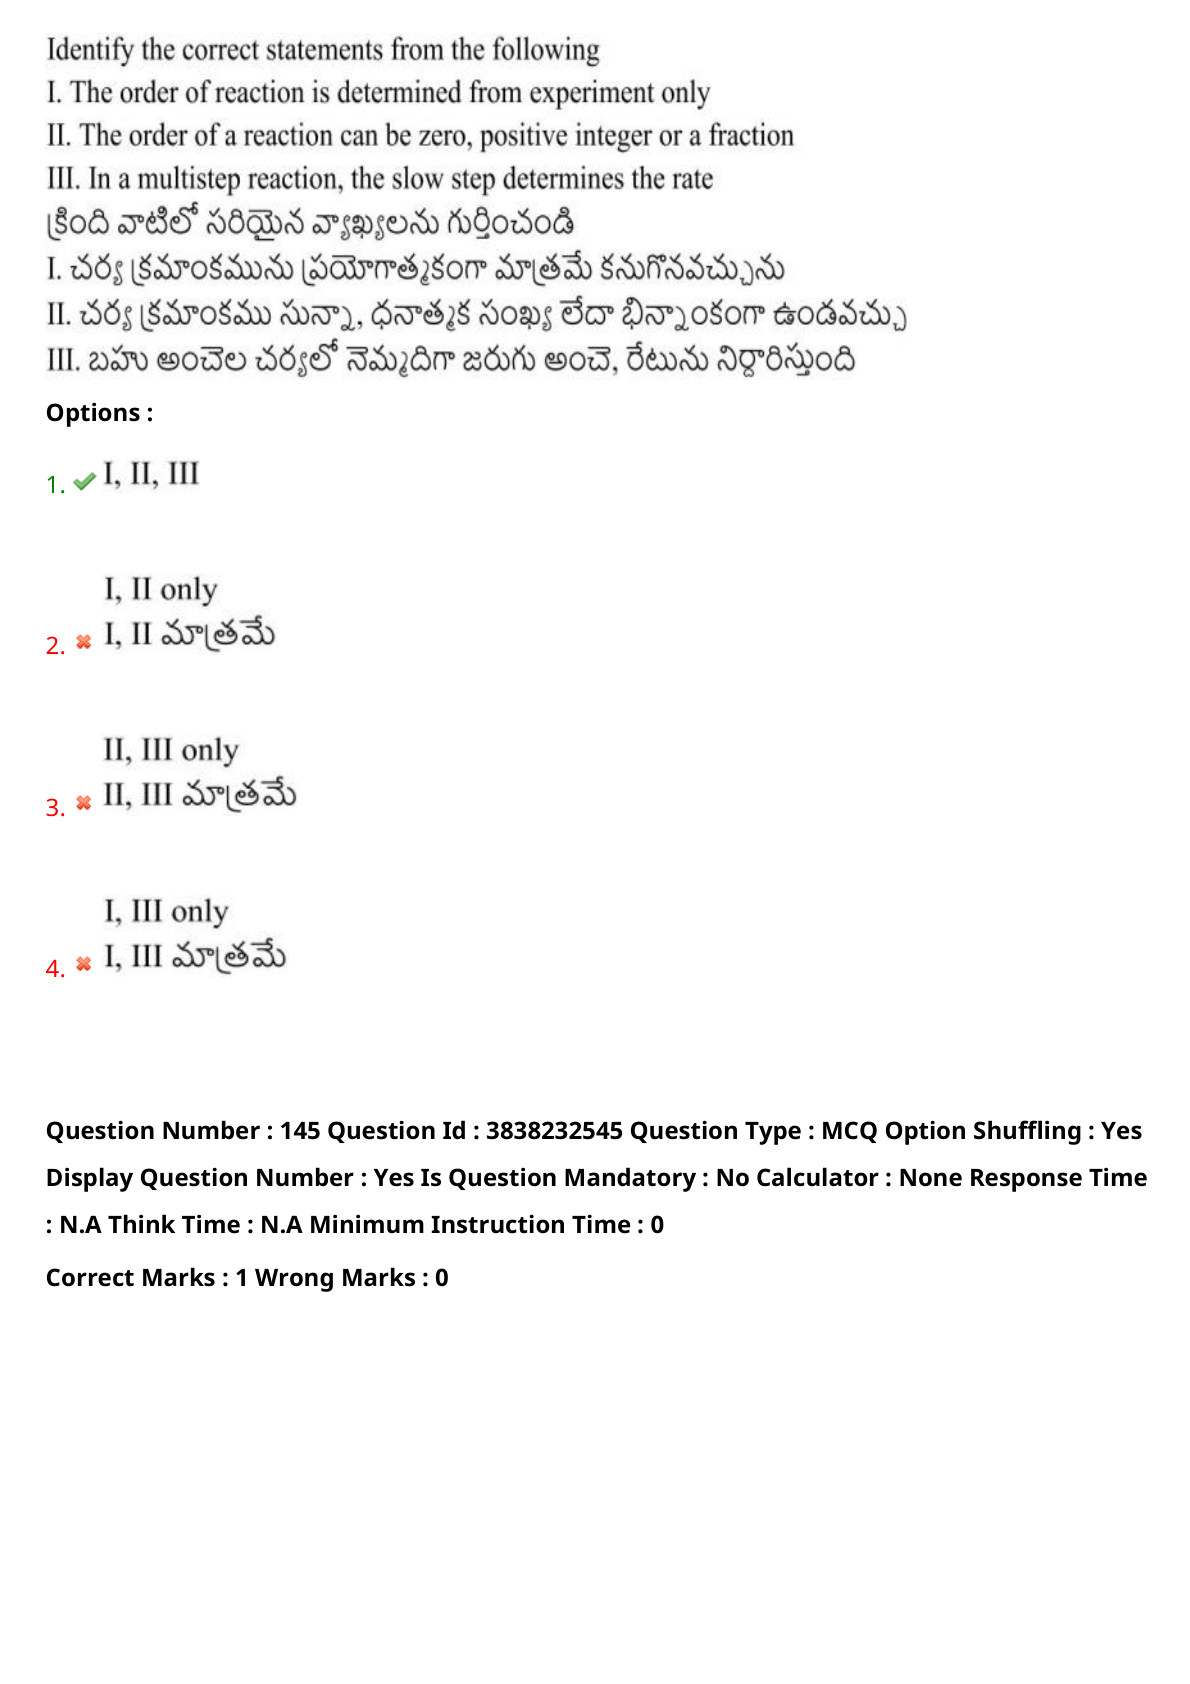 Identify the correct statements from the following
I. The order of reaction is determined from experiment only
II. The order of a reaction can be zero, positive integer or a fraction
III. In a multistep reaction, the slow step determines the rate
క్రింది వాటిలో సరియైన వ్యాఖ్యలను గుర్తించండి
I. చర్య క్రమాంకమును ప్రయోగాత్మకంగా మాత్రమే కనుగొనవచ్చును
II. చర్య క్రమాంకము సున్నా, ధనాత్మక సంఖ్య లేదా భిన్నాంకంగా ఉండవచ్చు
III. బహు అంచెల చర్యలో నెమ్మదిగా జరుగు అంచె, రేటును నిర్ధారిస్తుంది
Options :
1. I, II, III
I, II only
2. I, II మాత్రమే
II, III only
3. II, III మాత్రమే
I, III only
4. I, III మాత్రమే
Question Number : 145 Question Id : 3838232545 Question Type : MCQ Option Shuffling : Yes
Display Question Number : Yes Is Question Mandatory : No Calculator : None Response Time
: N.A Think Time : N.A Minimum Instruction Time : 0
Correct Marks : 1 Wrong Marks : 0